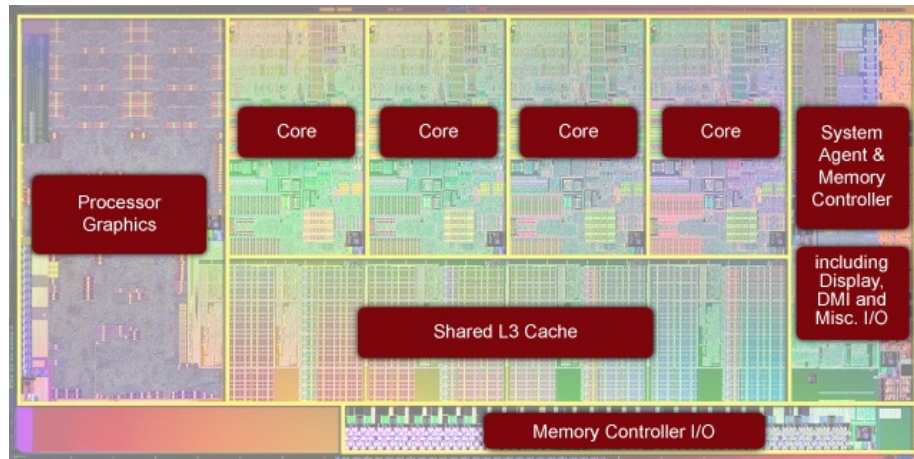 Core
Core
Core
Core
System
Agent &
Memory
Controller
Processor
Graphics
including
Display,
DMI and
Misc. I/O
Shared L3 Cache
Memory Controller I/O